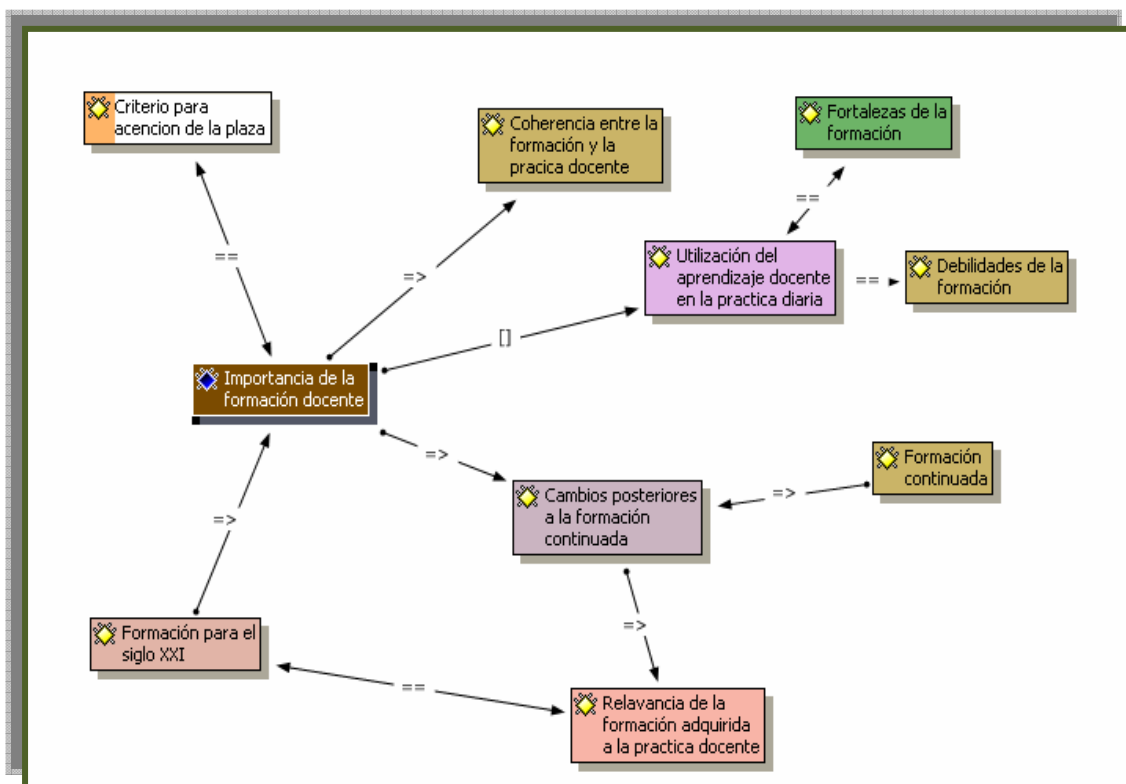 Criterio para
acencion de la plaza
Coherencia entre la
formación y la
pracica docente
Fortalezas de la
formación
==
==
=>
Utilización del
aprendizaje docente
en la practica diaria
==
Debilidades de la
formación
[]
Importancia de la
formación docente
=>
Formación
continuada
=>
Cambios posteriores
a la formación
continuada
=>
=>
Formación para el
siglo XXI
==
Relavancia de la
formación adquirida
a la practica docente